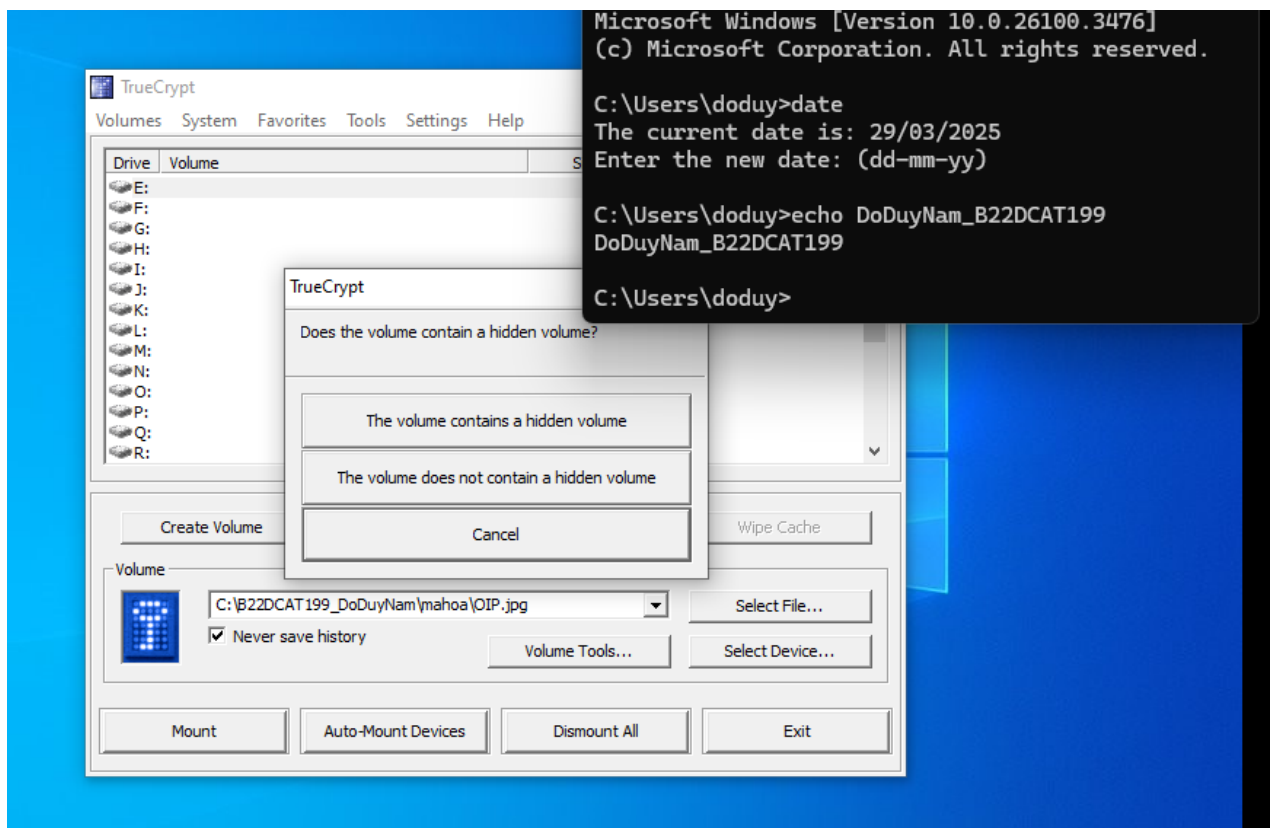 Microsoft Windows [Version 10.0.26100.3476]
(c) Microsoft Corporation. All rights reserved.
C:\Users\doduy>date
The current date is: 29/03/2025
Enter the new date: (dd-mm-yy)
C:\Users\doduy>echo DoDuyNam_B22DCAT199
DoDuyNam_B22DCAT199
C:\Users\doduy>
TrueCrypt
Volumes System Favorites Tools Settings Help
Drive Volume S
E:
F:
G:
H:
I:
J:
K:
L:
M:
N:
O:
P:
Q:
R:
TrueCrypt
Does the volume contain a hidden volume?
The volume contains a hidden volume
The volume does not contain a hidden volume
Cancel
Create Volume Wipe Cache
Volume
C:\B22DCAT199_DoDuyNam\mahoa\OIP.jpg Select File...
Never save history Volume Tools... Select Device...
Mount Auto-Mount Devices Dismount All Exit